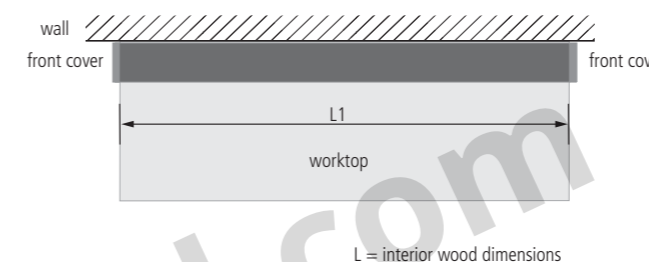 wall
front cover front cov
L1
worktop
L = interior wood dimensions